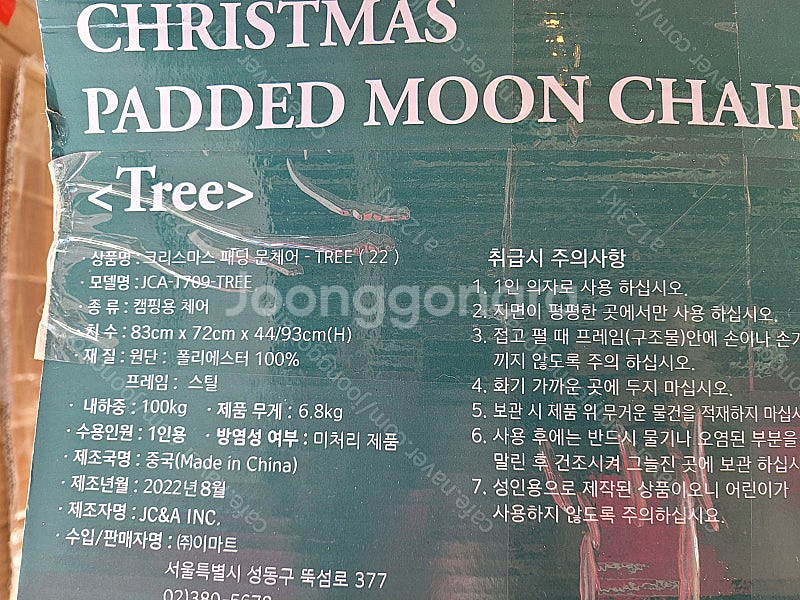 CHRISTMAS
PADDED MOON CHAIR
<Tree>
· 상품명 : 크리스마스 패딩 문체어 - TREE ( 22 )
· 모델명 : JCA-T709-TREE
· 종 류 : 캠핑용 체어
· 치 수 : 83cm x 72cm x 44/93cm(H)
· 재 질 : 원단 : 폴리에스터 100%
프레임 : 스틸
· 내하중 : 100kg · 제품 무게 : 6.8kg
· 수용인원 : 1인용 · 방염성 여부 : 미처리 제품
· 제조국명 : 중국(Made in China)
· 제조년월 : 2022년 8월
· 제조자명 : JC&A INC.
· 수입/판매자명 : ㈜이마트
서울특별시 성동구 뚝섬로 377
02)380-5678
취급시 주의사항
1. 1인 의자로 사용 하십시오.
2. 지면이 평평한 곳에서만 사용 하십시오.
3. 접고 펼 때 프레임(구조물)안에 손이나 손가
끼지 않도록 주의 하십시오.
4. 화기 가까운 곳에 두지 마십시오.
5. 보관 시 제품 위 무거운 물건을 적재하지 마십시
6. 사용 후에는 반드시 물기나 오염된 부분을
말린 후 건조시켜 그늘진 곳에 보관 하십시
7. 성인용으로 제작된 상품이오니 어린이가
사용하지 않도록 주의하십시요.
Joonggonara